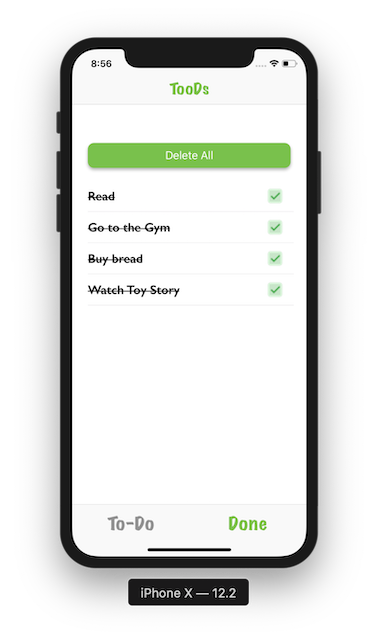 8:56
TooDs
Delete All
Read
Go to the Gym
Buy bread
Watch Toy Story
To-Do Done
iPhone X — 12.2